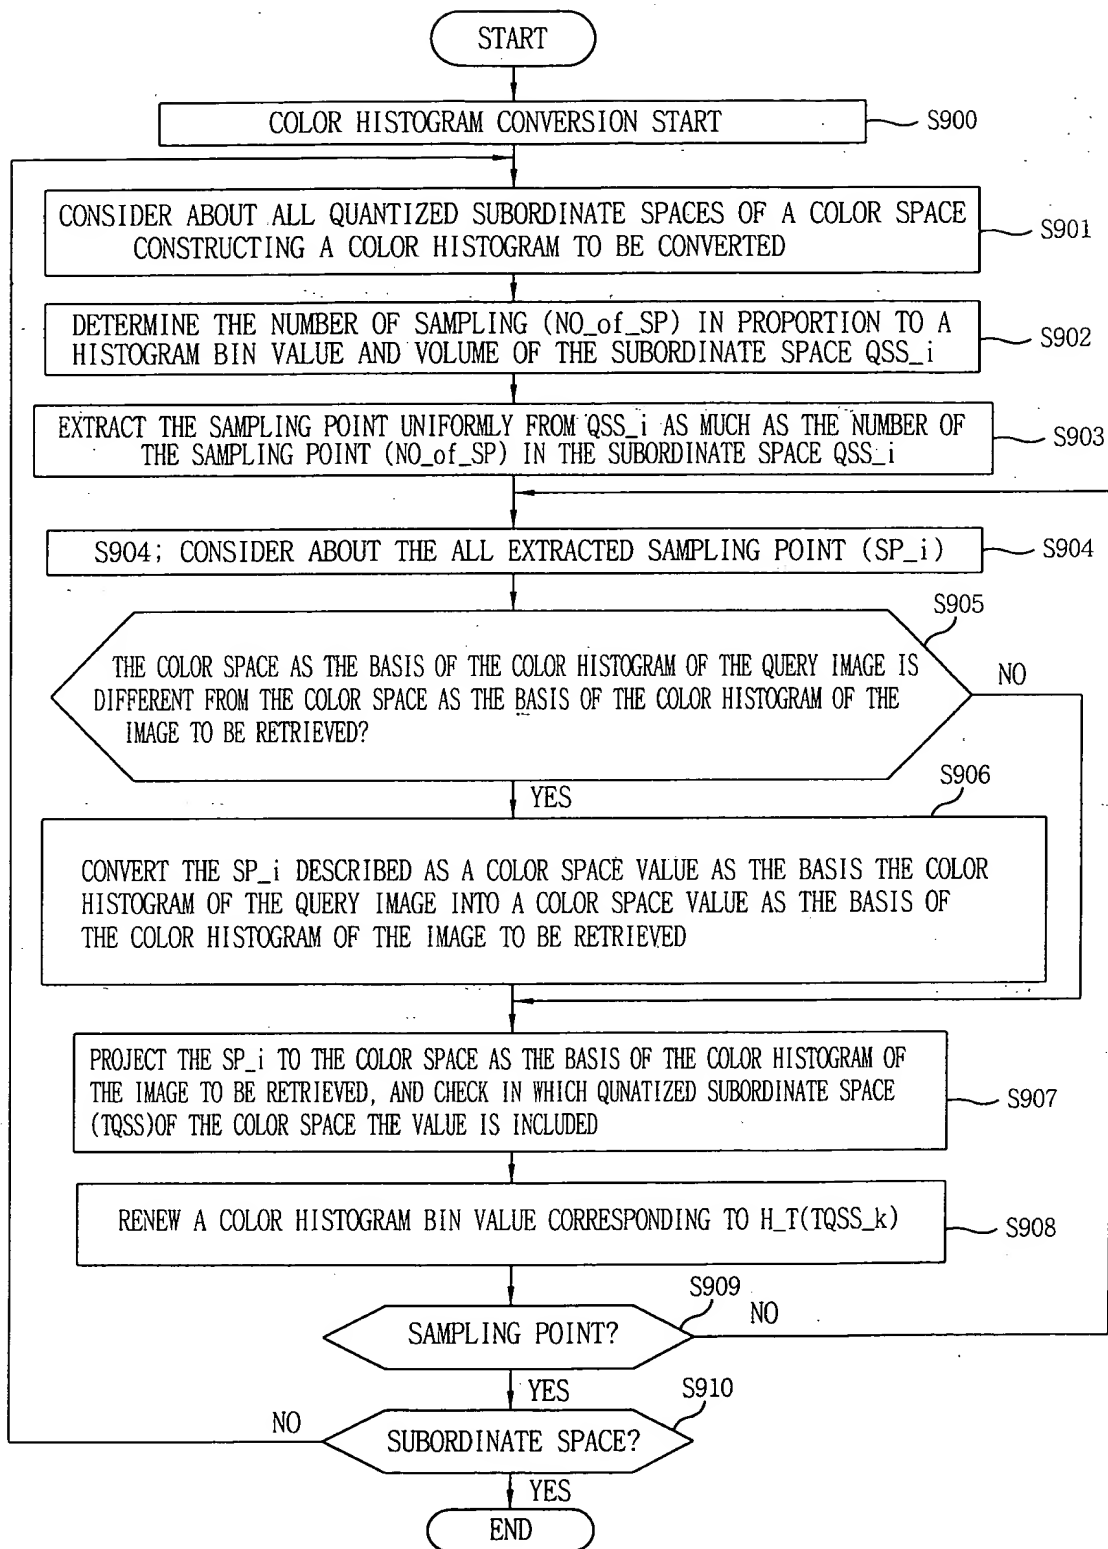 START
COLOR HISTOGRAM CONVERSION START
S900
CONSIDER ABOUT ALL QUANTIZED SUBORDINATE SPACES OF A COLOR SPACE
CONSTRUCTING A COLOR HISTOGRAM TO BE CONVERTED
S901
DETERMINE THE NUMBER OF SAMPLING (NO_of_SP) IN PROPORTION TO A
HISTOGRAM BIN VALUE AND VOLUME OF THE SUBORDINATE SPACE QSS_i
S902
EXTRACT THE SAMPLING POINT UNIFORMLY FROM QSS_i AS MUCH AS THE NUMBER OF
THE SAMPLING POINT (NO_of_SP) IN THE SUBORDINATE SPACE QSS_i
S903
S904; CONSIDER ABOUT THE ALL EXTRACTED SAMPLING POINT (SP_i)
S904
S905
THE COLOR SPACE AS THE BASIS OF THE COLOR HISTOGRAM OF THE QUERY IMAGE IS
DIFFERENT FROM THE COLOR SPACE AS THE BASIS OF THE COLOR HISTOGRAM OF THE
IMAGE TO BE RETRIEVED?
NO
YES
S906
CONVERT THE SP_i DESCRIBED AS A COLOR SPACE VALUE AS THE BASIS THE COLOR
HISTOGRAM OF THE QUERY IMAGE INTO A COLOR SPACE VALUE AS THE BASIS OF
THE COLOR HISTOGRAM OF THE IMAGE TO BE RETRIEVED
PROJECT THE SP_i TO THE COLOR SPACE AS THE BASIS OF THE COLOR HISTOGRAM OF
THE IMAGE TO BE RETRIEVED, AND CHECK IN WHICH QUNATIZED SUBORDINATE SPACE
(TQSS)OF THE COLOR SPACE THE VALUE IS INCLUDED
S907
RENEW A COLOR HISTOGRAM BIN VALUE CORRESPONDING TO H_T(TQSS_k)
S908
S909
SAMPLING POINT?
NO
YES
S910
NO
SUBORDINATE SPACE?
YES
END